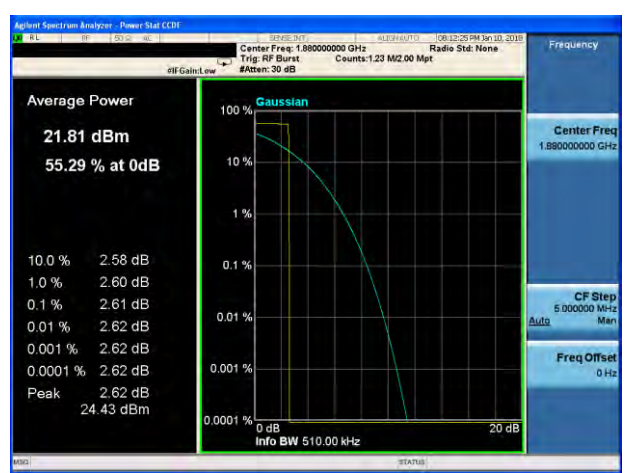 Agilent Spectrum Analyzer - Power Stat CCDF
RL RF 50 Ω AC SENSE:INT ALIGN AUTO 08:12:25 PM Jan 10, 2018
Center Freq: 1.880000000 GHz Radio Std: None
Trig: RF Burst Counts:1.23 M/2.00 Mpt
#IFGain:Low #Atten: 30 dB
Frequency
Average Power
21.81 dBm
55.29 % at 0dB
10.0 % 2.58 dB
1.0 % 2.60 dB
0.1 % 2.61 dB
0.01 % 2.62 dB
0.001 % 2.62 dB
0.0001 % 2.62 dB
Peak 2.62 dB
24.43 dBm
Gaussian
100 %
10 %
1 %
0.1 %
0.01 %
0.001 %
0.0001 %
0 dB 20 dB
Info BW 510.00 kHz
Center Freq
1.880000000 GHz
CF Step
5.000000 MHz
Auto Man
Freq Offset
0 Hz
MSG STATUS